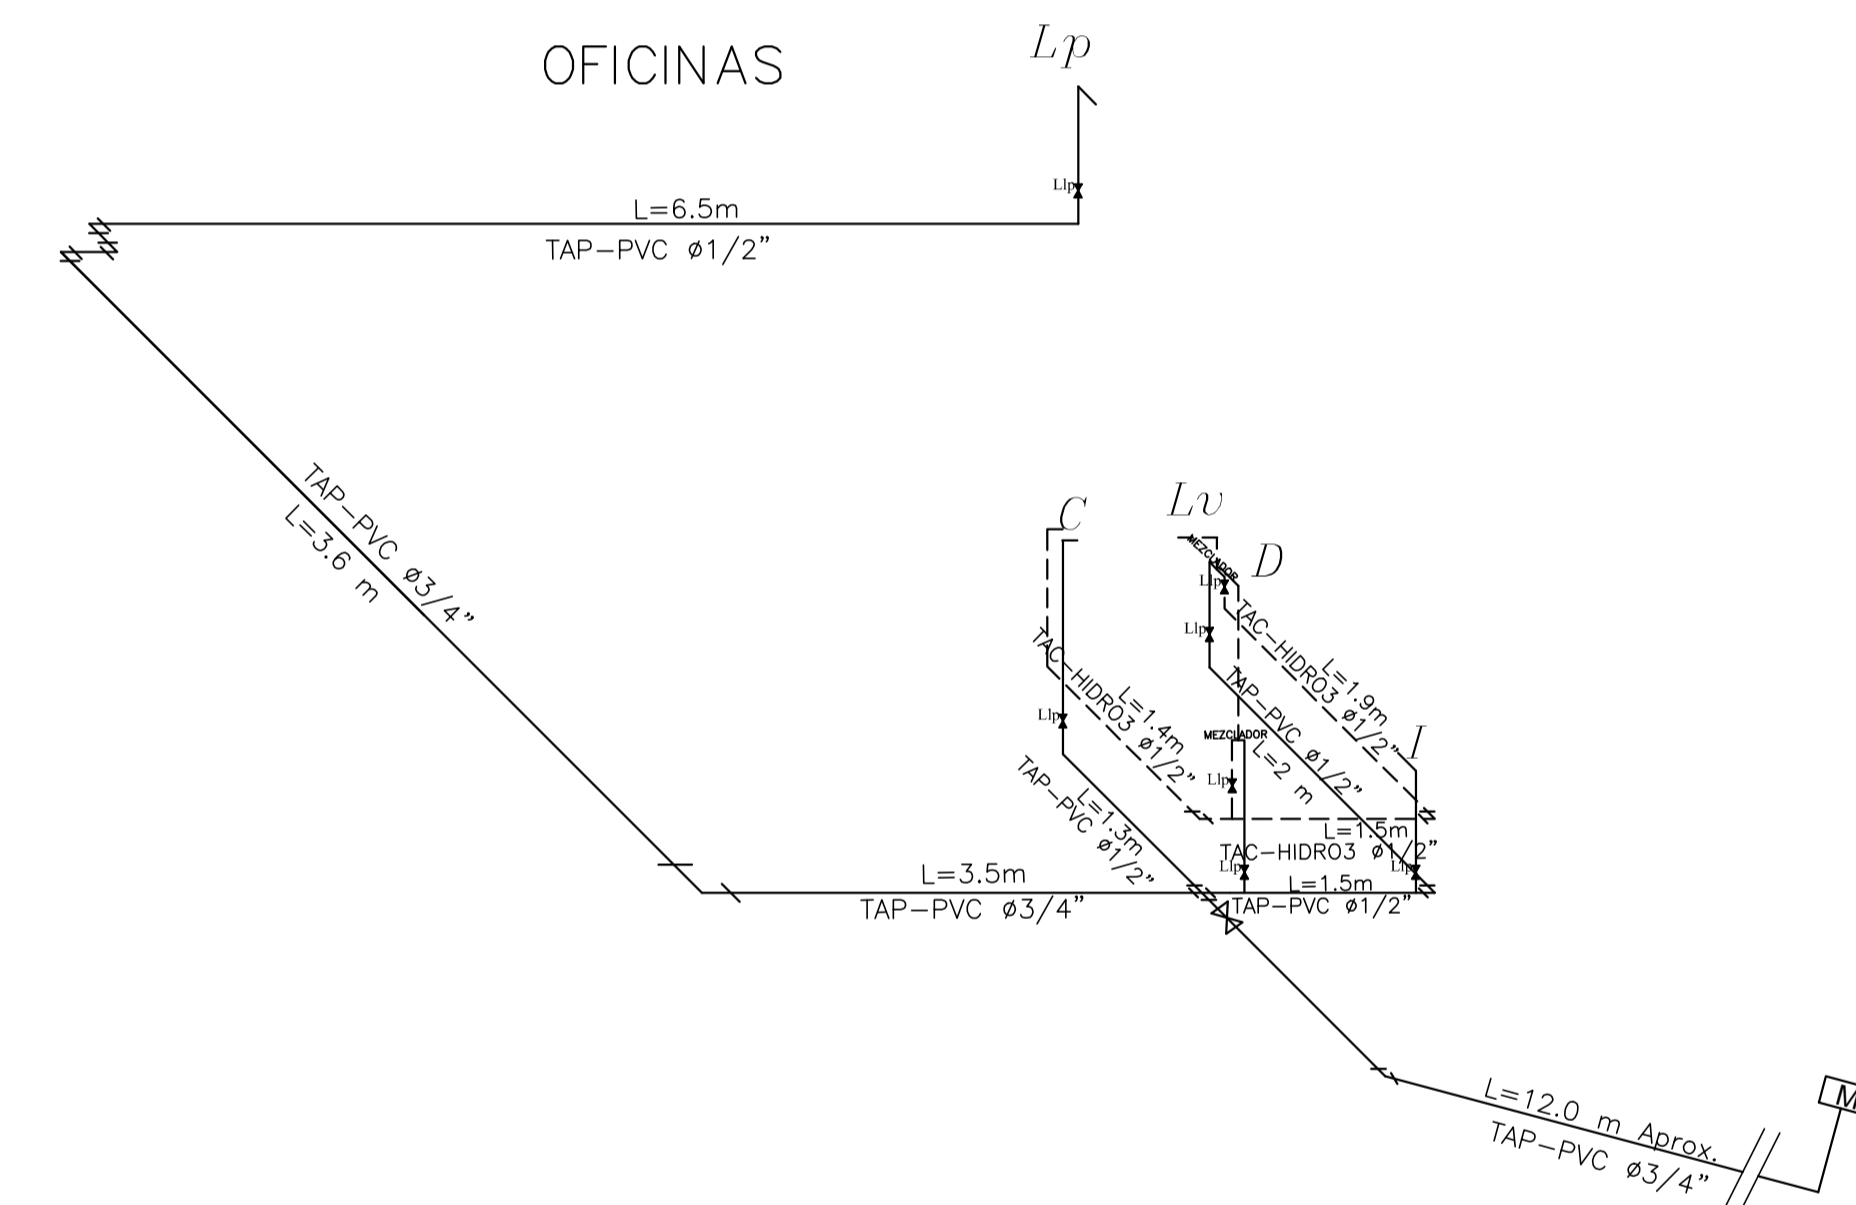 OFICINAS
Lp
Llp
L=6.5m
TAP-PVC ø1/2"
TAP-PVC ø3/4"
L=3.6 m
C
Lv
D
MEZCLADOR
Llp
Llp
TAC-HIDRO3 ø1/2"
L=1.9m
TAC-HIDRO3 ø1/2"
L=1.4m
TAP-PVC ø1/2"
L=2 m
I
Llp
MEZCLADOR
Llp
L=1.3m
TAP-PVC ø1/2"
L=1.5m
TAC-HIDRO3 ø1/2"
Llp
Llp
L=3.5m
TAP-PVC ø3/4"
L=1.5m
TAP-PVC ø1/2"
L=12.0 m Aprox.
TAP-PVC ø3/4"
M